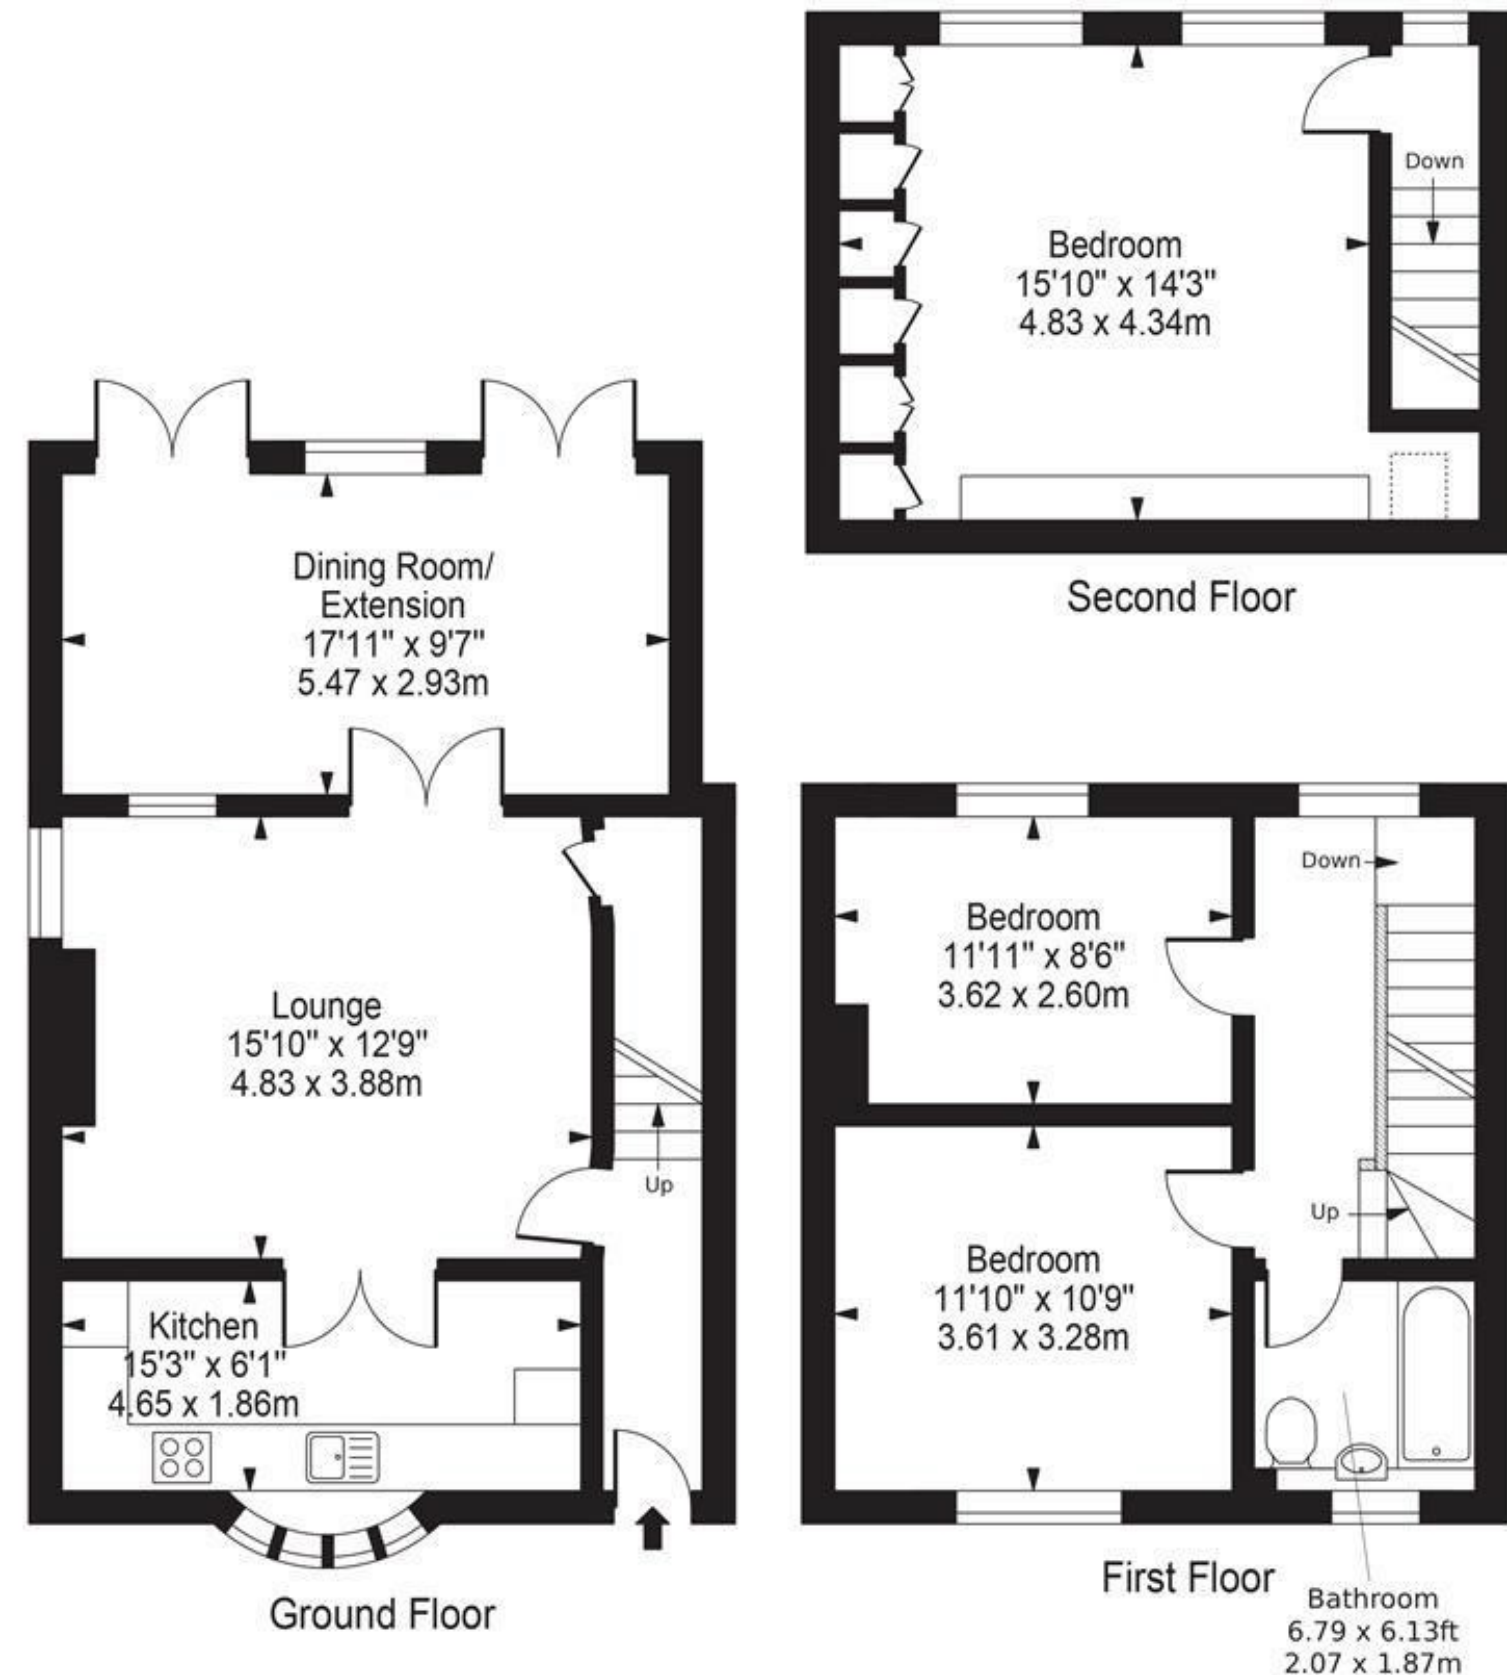 Down
Bedroom
15'10" x 14'3"
4.83 x 4.34m
Second Floor
Dining Room/
Extension
17'11" x 9'7"
5.47 x 2.93m
Lounge
15'10" x 12'9"
4.83 x 3.88m
Up
Kitchen
15'3" x 6'1"
4.65 x 1.86m
Ground Floor
Down
Bedroom
11'11" x 8'6"
3.62 x 2.60m
Up
Bedroom
11'10" x 10'9"
3.61 x 3.28m
First Floor
Bathroom
6.79 x 6.13ft
2.07 x 1.87m